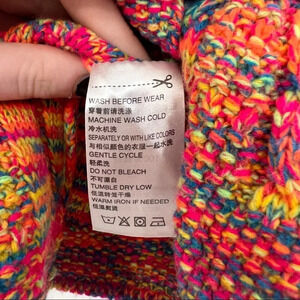 WASH BEFORE WEAR
穿着前请洗涤
MACHINE WASH COLD
冷水机洗
SEPARATELY OR WITH LIKE COLORS
与相似颜色的衣服一起水洗
GENTLE CYCLE
轻柔洗
DO NOT BLEACH
不可漂白
TUMBLE DRY LOW
低温转笼干燥
WARM IRON IF NEEDED
低温熨烫